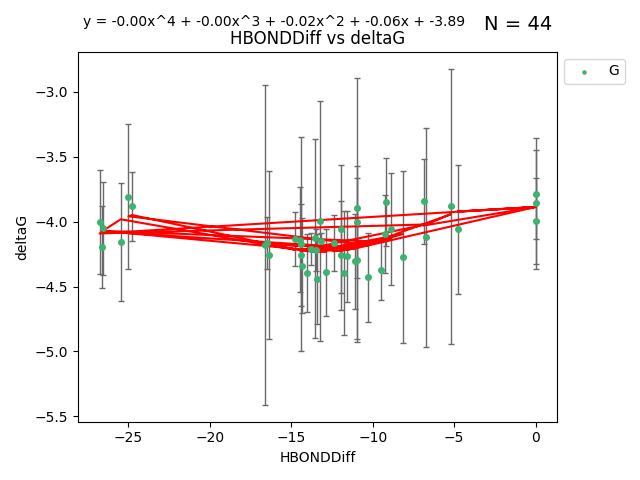 y = -0.00x^4 + -0.00x^3 + -0.02x^2 + -0.06x + -3.89
N = 44
HBONDDiff vs deltaG
G
−3.0
−3.5
−4.0
−4.5
−5.0
−5.5
deltaG
−25
−20
−15
−10
−5
0
HBONDDiff